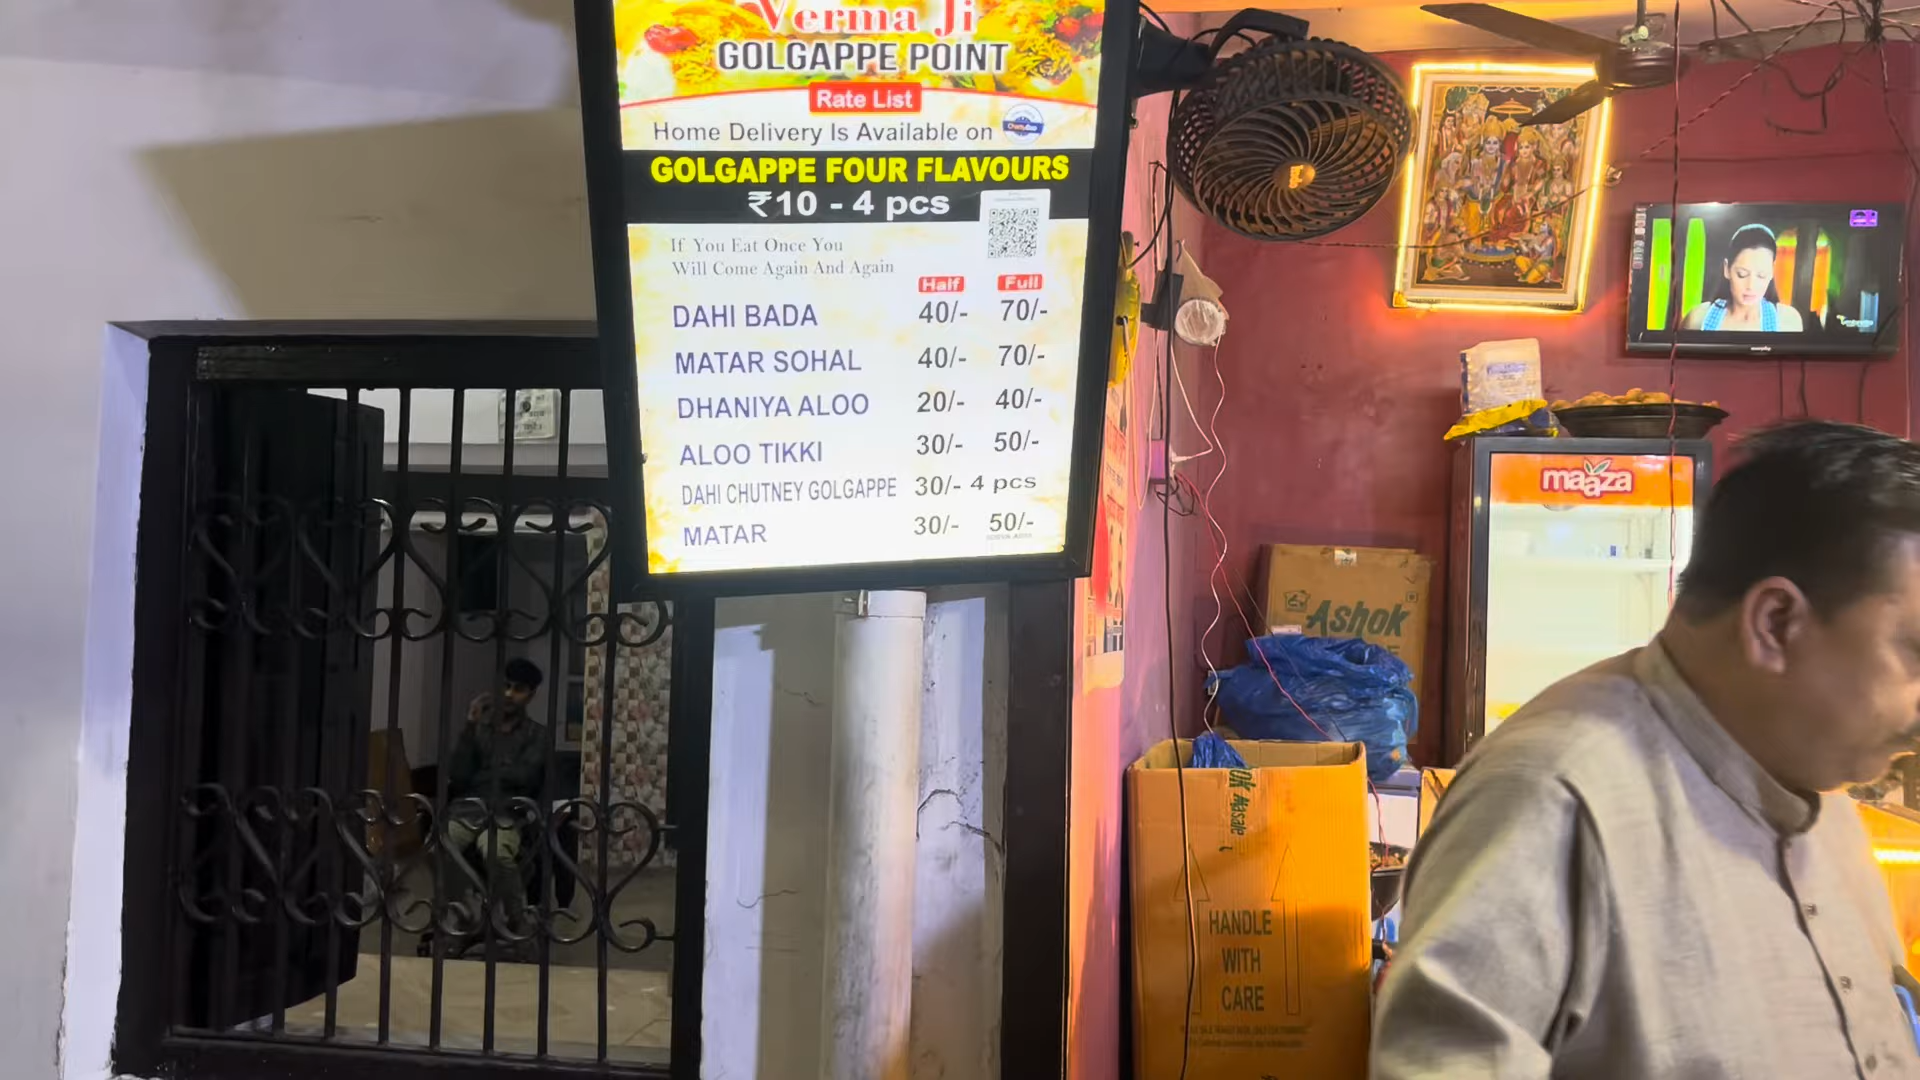 Verma Ji
GOLGAPPE POINT
Rate List
Home Delivery Is Available on
GOLGAPPE FOUR FLAVOURS
₹10 - 4 pcs
If You Eat Once You
Will Come Again And Again
Half Full
DAHI BADA 40/- 70/-
MATAR SOHAL 40/- 70/-
DHANIYA ALOO 20/- 40/-
ALOO TIKKI 30/- 50/-
DAHI CHUTNEY GOLGAPPE 30/- 4 pcs
MATAR 30/- 50/-
maaza
Ashok
HANDLE
WITH
CARE